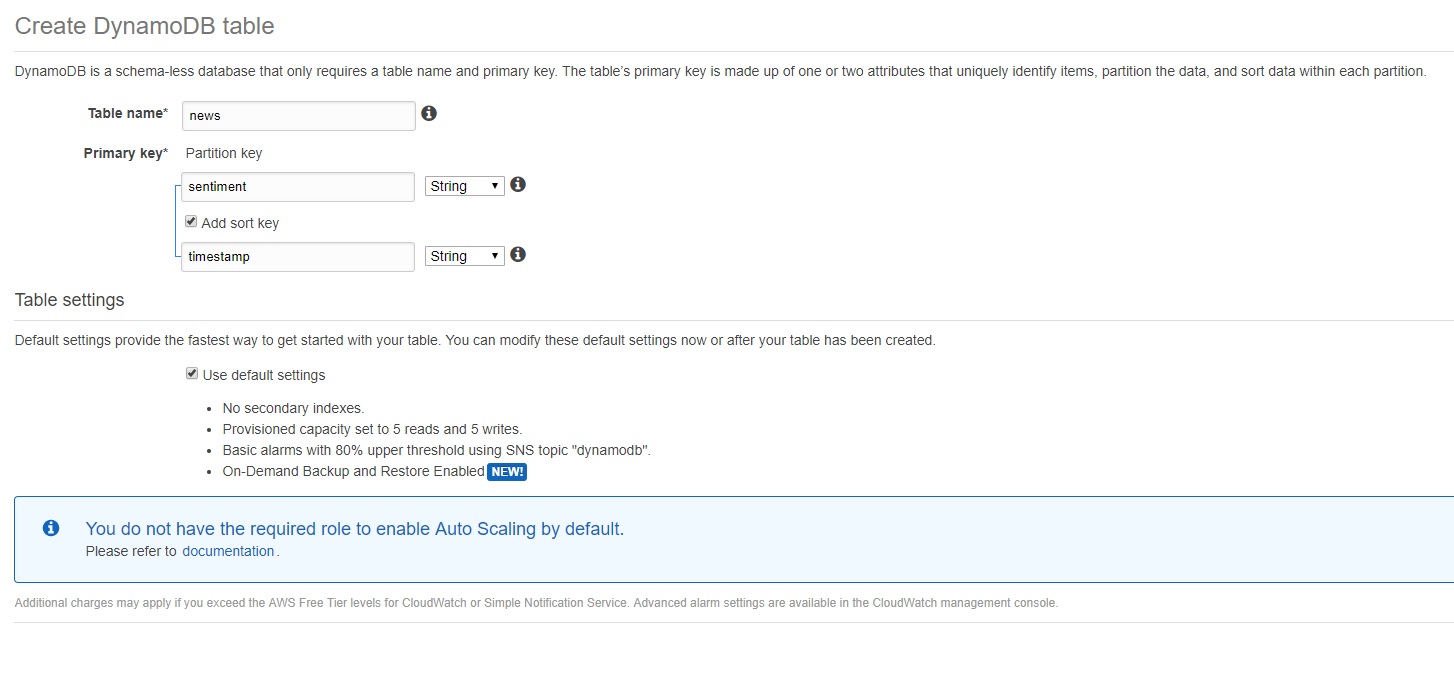 Create DynamoDB table
DynamoDB is a schema-less database that only requires a table name and primary key. The table's primary key is made up of one or two attributes that uniquely identify items, partition the data, and sort data within each partition.
Table name* news
Primary key* Partition key
sentiment String
Add sort key
timestamp String
Table settings
Default settings provide the fastest way to get started with your table. You can modify these default settings now or after your table has been created.
Use default settings
No secondary indexes.
Provisioned capacity set to 5 reads and 5 writes.
Basic alarms with 80% upper threshold using SNS topic "dynamodb".
On-Demand Backup and Restore Enabled NEW!
You do not have the required role to enable Auto Scaling by default.
Please refer to documentation.
Additional charges may apply if you exceed the AWS Free Tier levels for CloudWatch or Simple Notification Service. Advanced alarm settings are available in the CloudWatch management console.